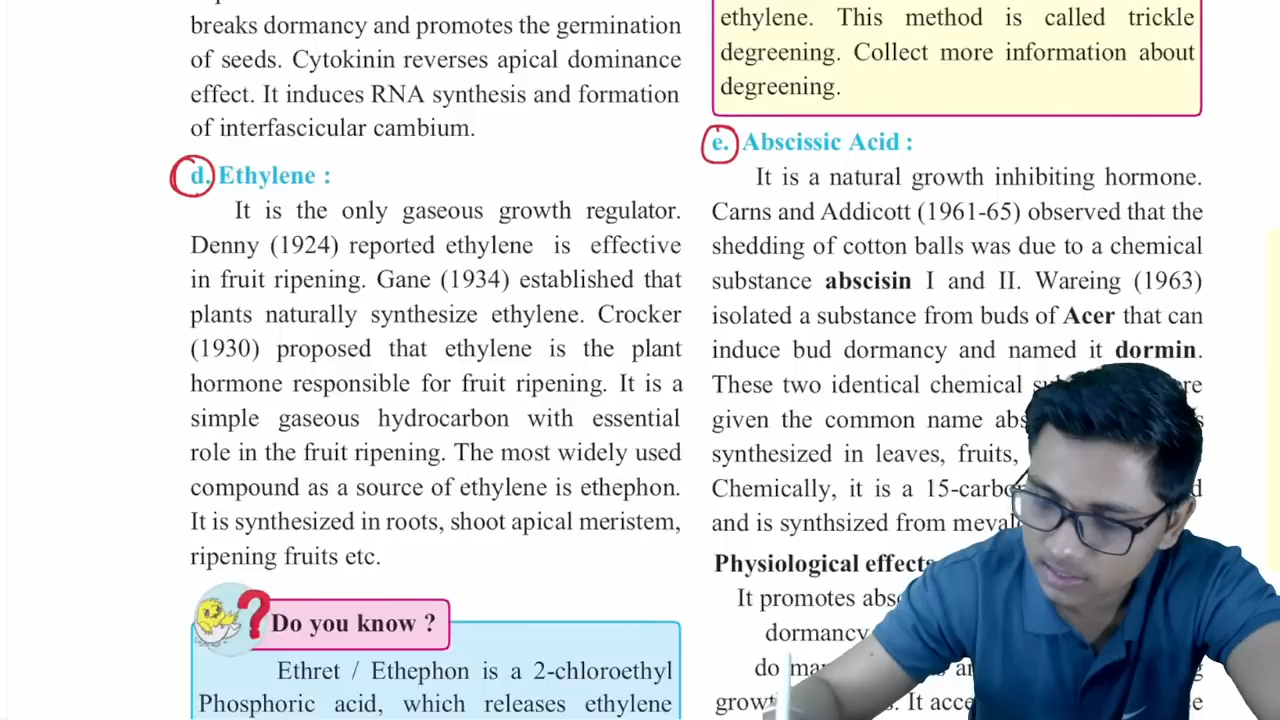 breaks dormancy and promotes the germination
of seeds. Cytokinin reverses apical dominance
effect. It induces RNA synthesis and formation
of interfascicular cambium.
d. Ethylene :
It is the only gaseous growth regulator.
Denny (1924) reported ethylene is effective
in fruit ripening. Gane (1934) established that
plants naturally synthesize ethylene. Crocker
(1930) proposed that ethylene is the plant
hormone responsible for fruit ripening. It is a
simple gaseous hydrocarbon with essential
role in the fruit ripening. The most widely used
compound as a source of ethylene is ethephon.
It is synthesized in roots, shoot apical meristem,
ripening fruits etc.
?
Do you know ?
Ethret / Ethephon is a 2-chloroethyl
Phosphoric acid, which releases ethylene
ethylene. This method is called trickle
degreening. Collect more information about
degreening.
e. Abscissic Acid :
It is a natural growth inhibiting hormone.
Carns and Addicott (1961-65) observed that the
shedding of cotton balls was due to a chemical
substance abscisin I and II. Wareing (1963)
isolated a substance from buds of Acer that can
induce bud dormancy and named it dormin.
These two identical chemical
given the common name
synthesized in leaves, fruits,
Chemically, it is a
and is synthsized from
Physiological effects
It promotes
dormancy
growth It